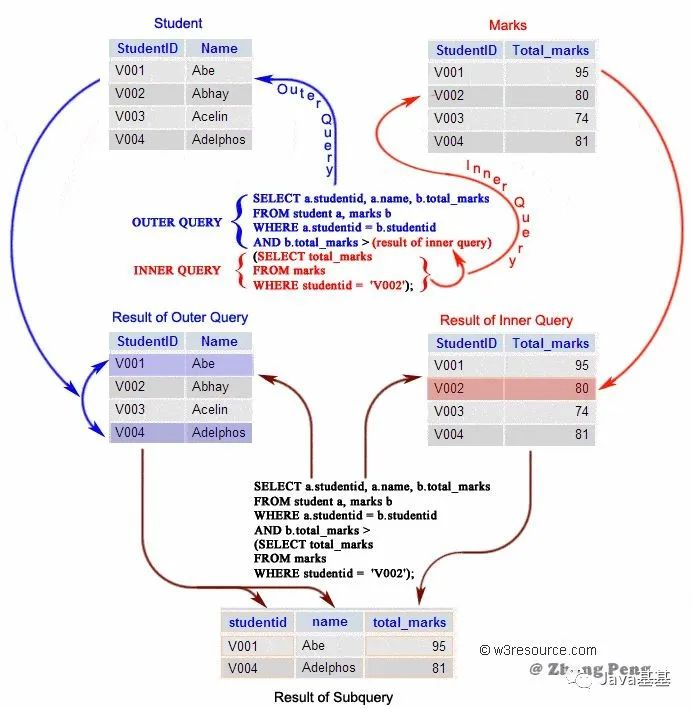 Student
StudentID Name
V001 Abe
V002 Abhay
V003 Acelin
V004 Adelphos
Marks
StudentID Total_marks
V001 95
V002 80
V003 74
V004 81
Outer Query
Inner Query
OUTER QUERY
SELECT a.studentid, a.name, b.total_marks
FROM student a, marks b
WHERE a.studentid = b.studentid
AND b.total_marks > (result of inner query)
INNER QUERY
(SELECT total_marks
FROM marks
WHERE studentid = 'V002');
Result of Outer Query
StudentID Name
V001 Abe
V002 Abhay
V003 Acelin
V004 Adelphos
Result of Inner Query
StudentID Total_marks
V001 95
V002 80
V003 74
V004 81
SELECT a.studentid, a.name, b.total_marks
FROM student a, marks b
WHERE a.studentid = b.studentid
AND b.total_marks >
(SELECT total_marks
FROM marks
WHERE studentid = 'V002');
studentid name total_marks
V001 Abe 95
V004 Adelphos 81
Result of Subquery
© w3resource.com
@ Zhang Peng
Java基基